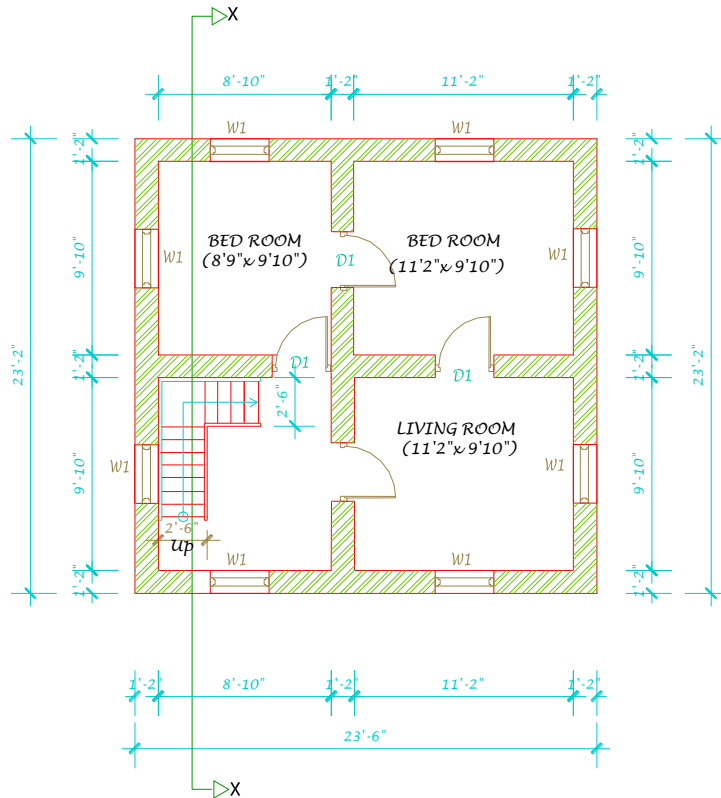 X
8'-10" 1'-2" 11'-2" 1'-2"
W1 W1
1'-2" 1'-2"
BED ROOM BED ROOM
(8'9"x 9'10") D1 (11'2"x 9'10")
W1 W1
9'-10" 9'-10"
23'-2" 23'-2"
D1 D1
1'-2" 1'-2"
2'-6"
LIVING ROOM
(11'2"x 9'10")
W1 W1
9'-10" 9'-10"
2'-6"
Up
W1 W1
1'-2" 1'-2"
1'-2" 8'-10" 1'-2" 11'-2" 1'-2"
23'-6"
X